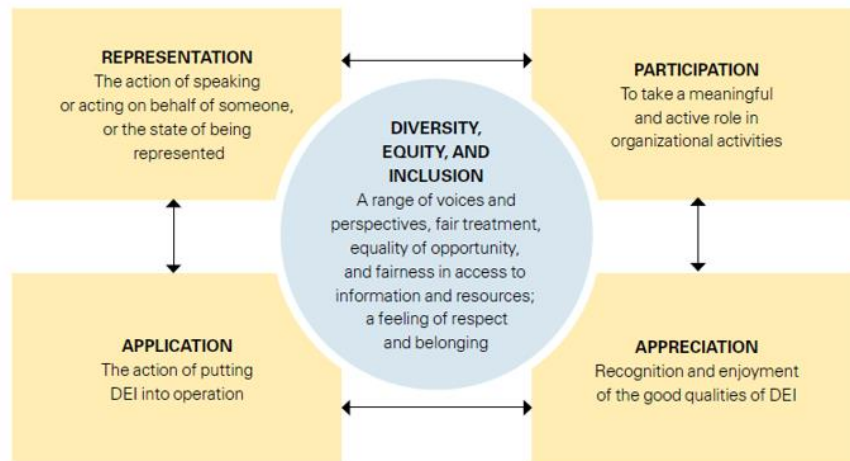 REPRESENTATION
The action of speaking
or acting on behalf of someone,
or the state of being
represented
PARTICIPATION
To take a meaningful
and active role in
organizational activities
DIVERSITY,
EQUITY, AND
INCLUSION
A range of voices and
perspectives, fair treatment,
equality of opportunity,
and fairness in access to
information and resources;
a feeling of respect
and belonging
APPLICATION
The action of putting
DEI into operation
APPRECIATION
Recognition and enjoyment
of the good qualities of DEI